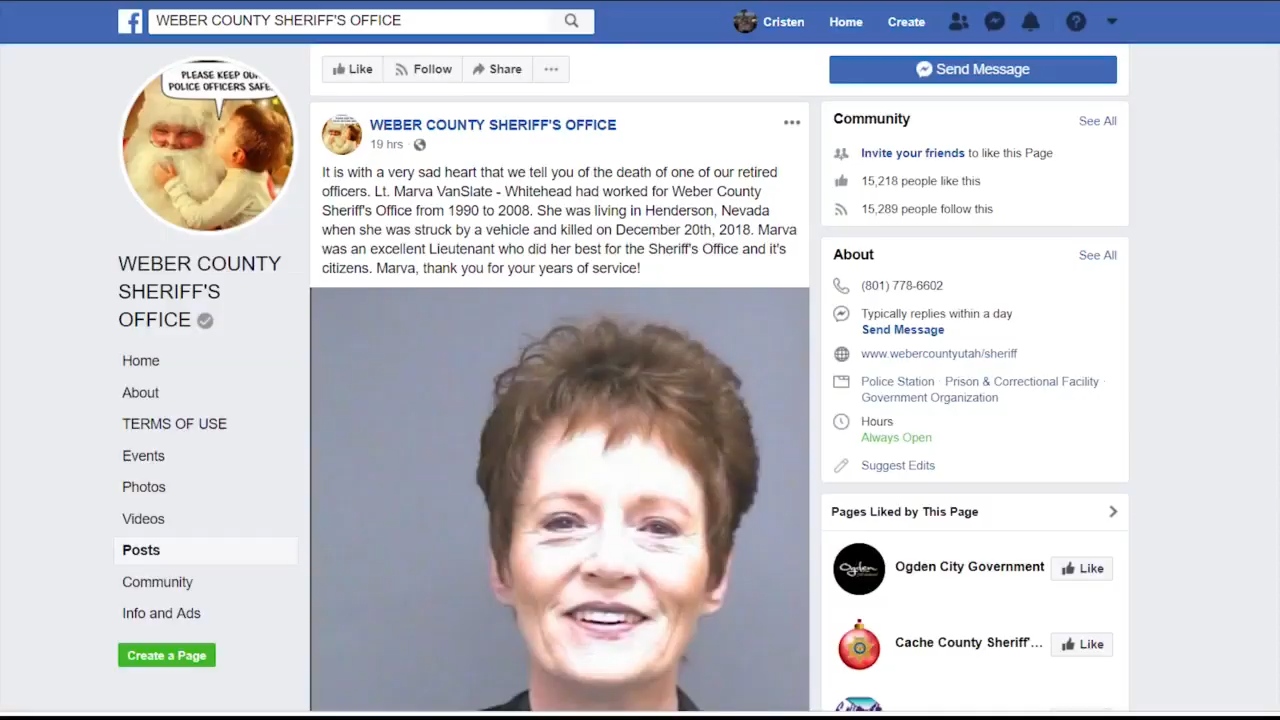 WEBER COUNTY SHERIFF'S OFFICE
Cristen
Home
Create
PLEASE KEEP OUR
POLICE OFFICERS SAFE.
WEBER COUNTY
SHERIFF'S
OFFICE
Home
About
TERMS OF USE
Events
Photos
Videos
Posts
Community
Info and Ads
Create a Page
Like
Follow
Share
Send Message
WEBER COUNTY SHERIFF'S OFFICE
19 hrs
It is with a very sad heart that we tell you of the death of one of our retired
officers. Lt. Marva VanSlate - Whitehead had worked for Weber County
Sheriff's Office from 1990 to 2008. She was living in Henderson, Nevada
when she was struck by a vehicle and killed on December 20th, 2018. Marva
was an excellent Lieutenant who did her best for the Sheriff's Office and it's
citizens. Marva, thank you for your years of service!
Community
See All
Invite your friends to like this Page
15,218 people like this
15,289 people follow this
About
See All
(801) 778-6602
Typically replies within a day
Send Message
www.webercountyutah/sheriff
Police Station · Prison & Correctional Facility ·
Government Organization
Hours
Always Open
Suggest Edits
Pages Liked by This Page
Ogden
Ogden City Government
Like
Cache County Sheriff'...
Like